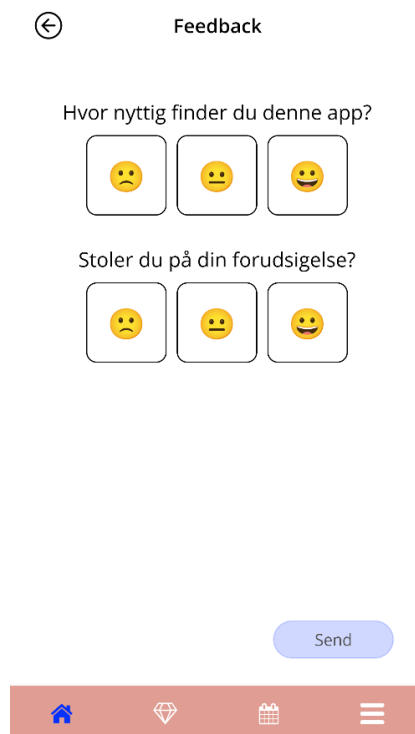 Feedback
Hvor nyttig finder du denne app?
Stoler du på din forudsigelse?
Send